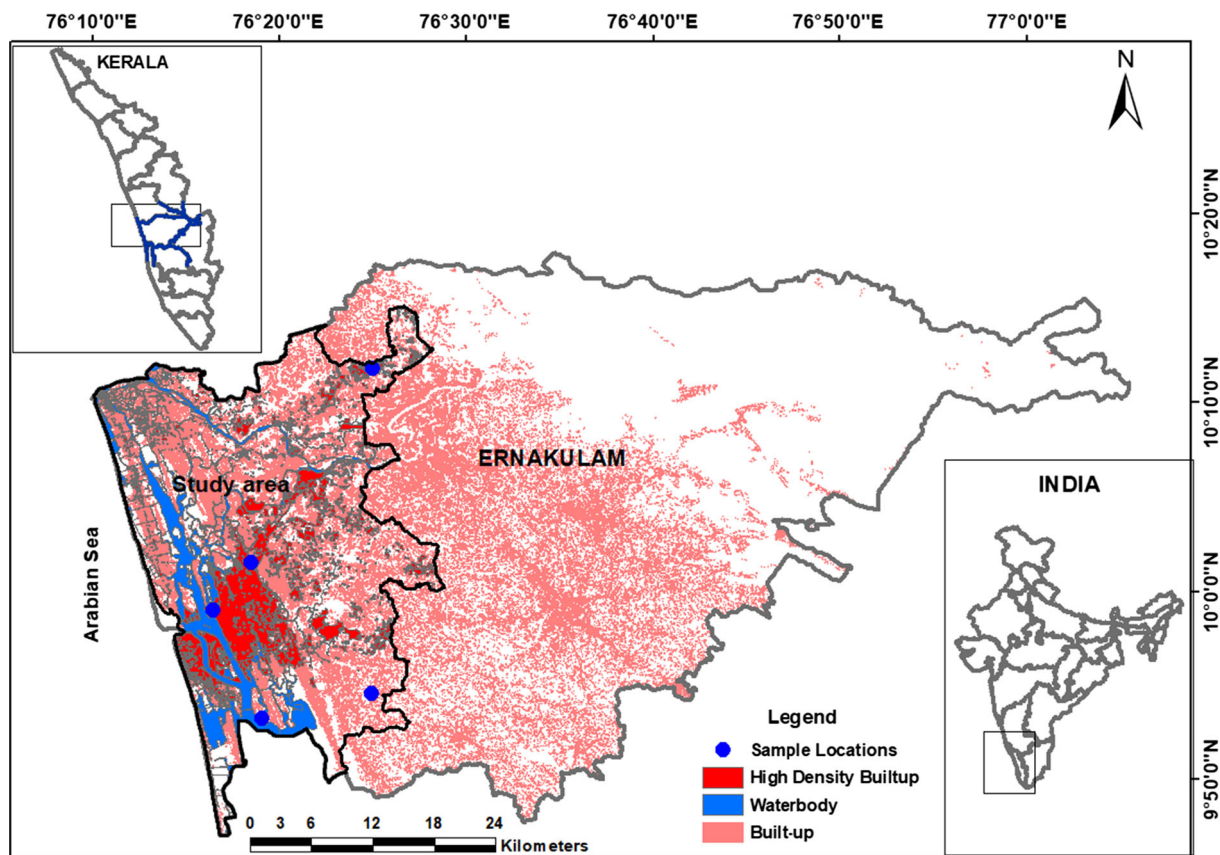 76°10'0"E 76°20'0"E 76°30'0"E 76°40'0"E 76°50'0"E 77°0'0"E
KERALA
N
10°20'0"N
10°10'0"N
ERNAKULAM
Study area
INDIA
Arabian Sea
10°0'0"N
Legend
Sample Locations
High Density Builtup
Waterbody
Built-up
9°50'0"N
0 3 6 12 18 24
Kilometers